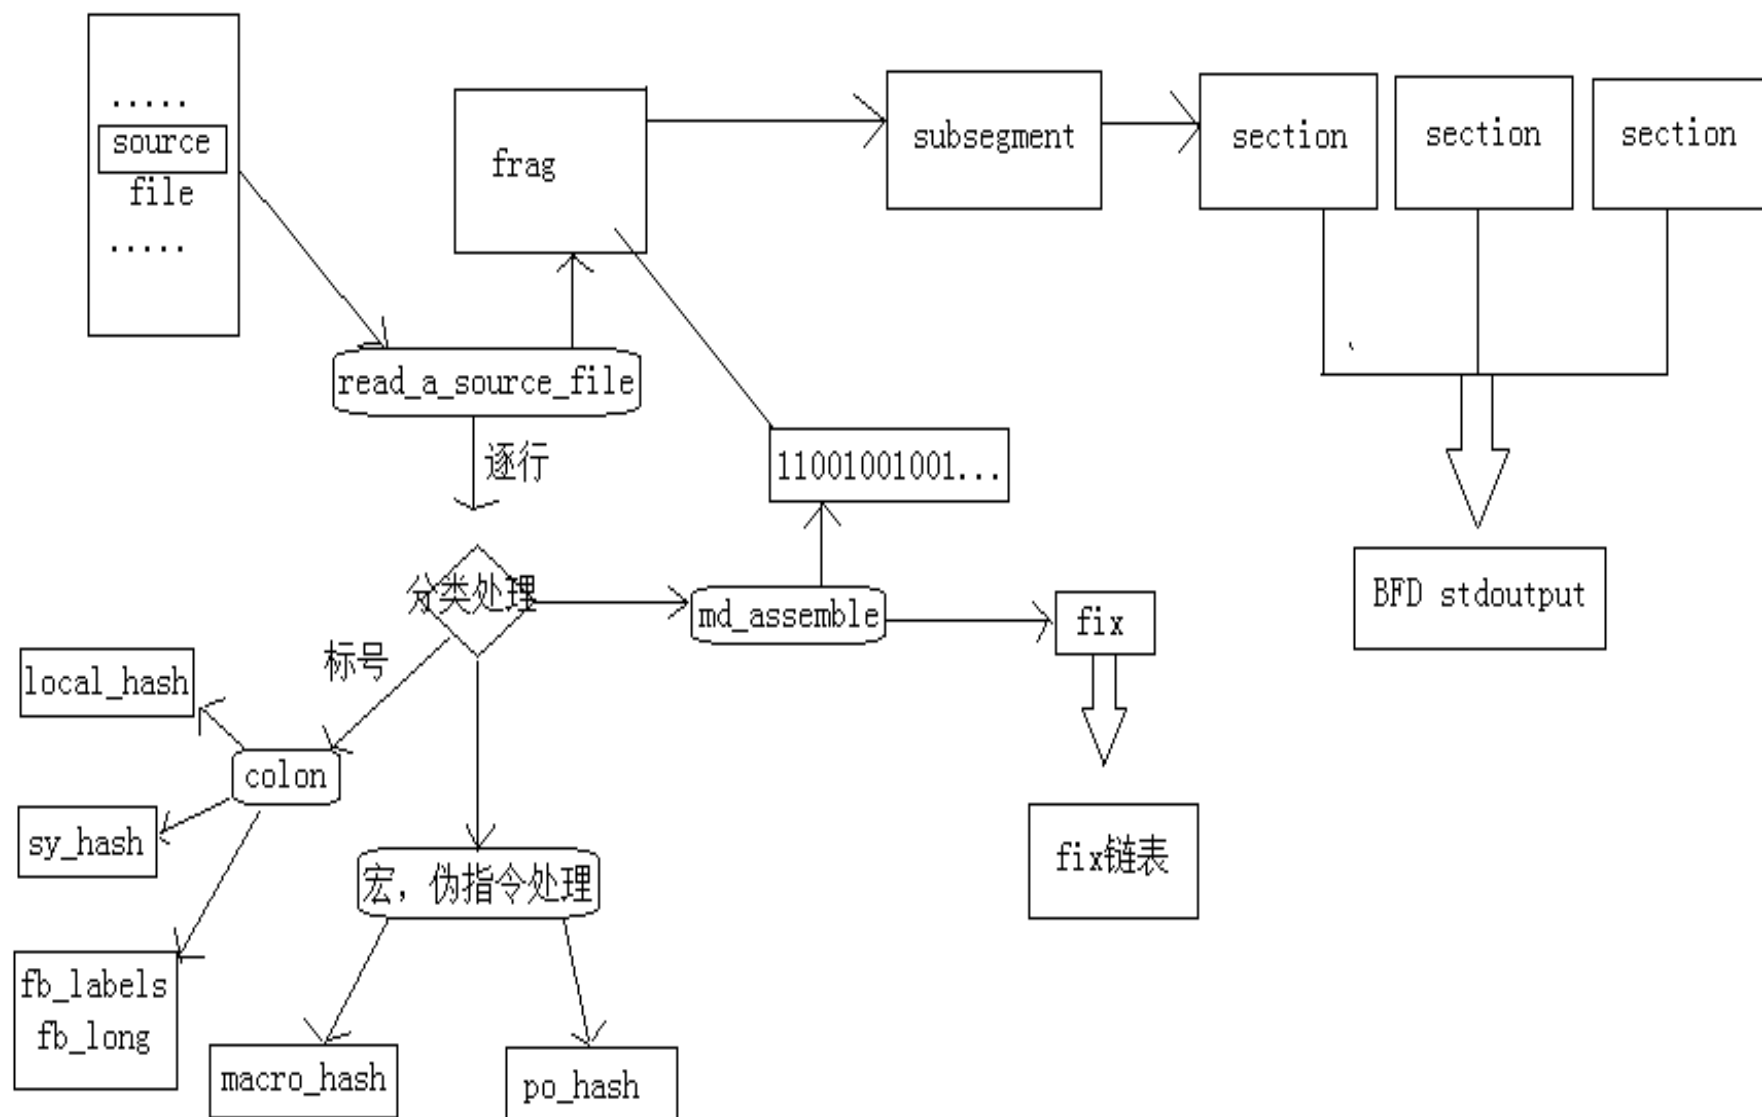 .....
source
file
.....
frag
subsegment
section
section
section
read_a_source_file
逐行
11001001001...
分类处理
md_assemble
fix
BFD stdoutput
标号
local_hash
colon
sy_hash
fix链表
宏，伪指令处理
fb_labels
fb_long
macro_hash
po_hash